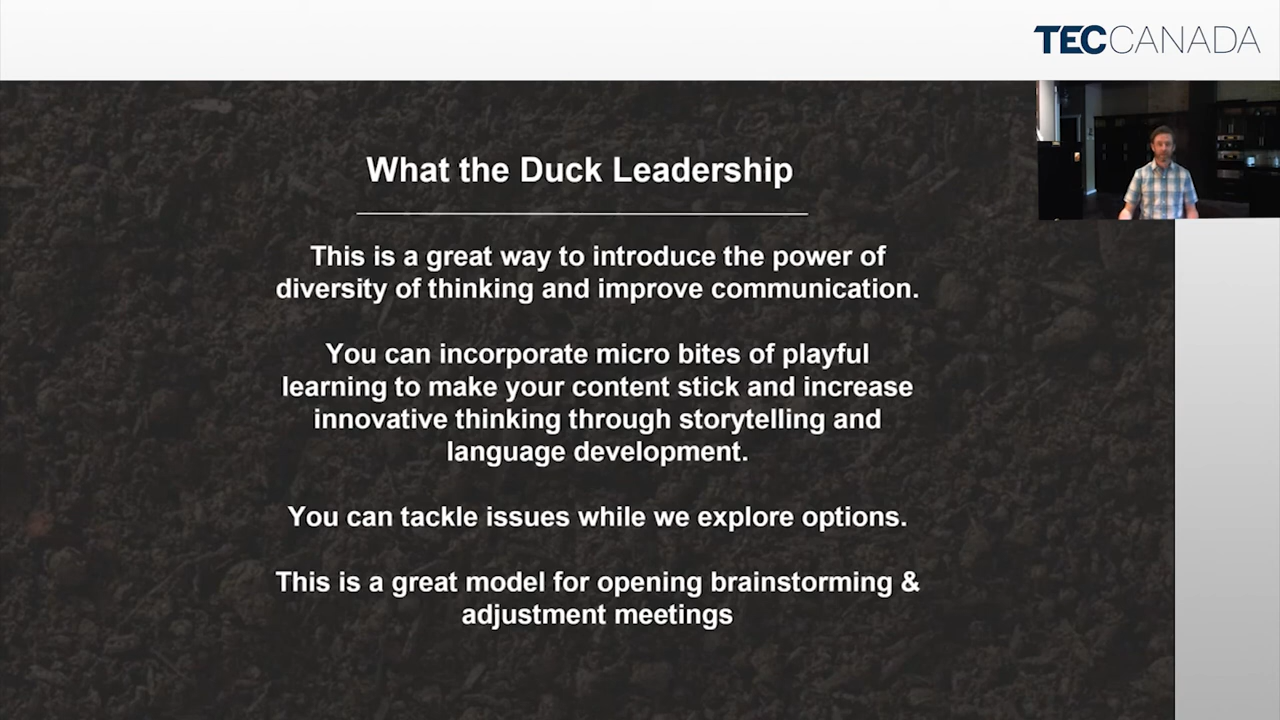 TECCANADA
What the Duck Leadership
This is a great way to introduce the power of
diversity of thinking and improve communication.
You can incorporate micro bites of playful
learning to make your content stick and increase
innovative thinking through storytelling and
language development.
You can tackle issues while we explore options.
This is a great model for opening brainstorming &
adjustment meetings